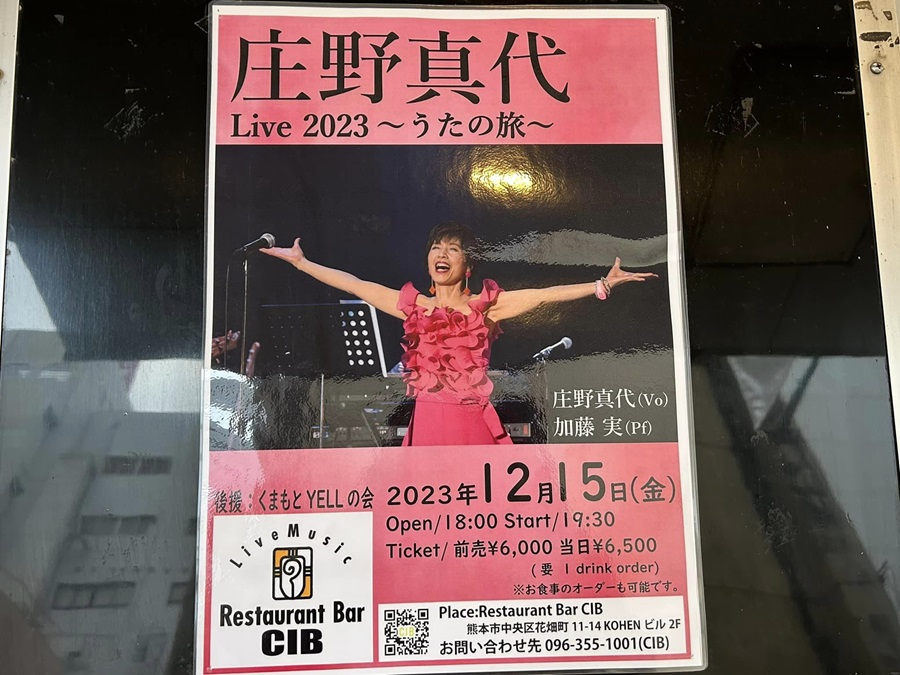 庄野真代
Live 2023 ～うたの旅～
庄野真代(Vo)
加藤 実(Pf)
後援：くまもと YELL の会
2023年12月15日(金)
Open/18:00 Start/19:30
Ticket/ 前売¥6,000 当日¥6,500
(要 1 drink order)
※お食事のオーダーも可能です。
Live Music
Restaurant Bar
CIB
CIB
Place:Restaurant Bar CIB
熊本市中央区花畑町 11-14 KOHEN ビル 2F
お問い合わせ先 096-355-1001(CIB)